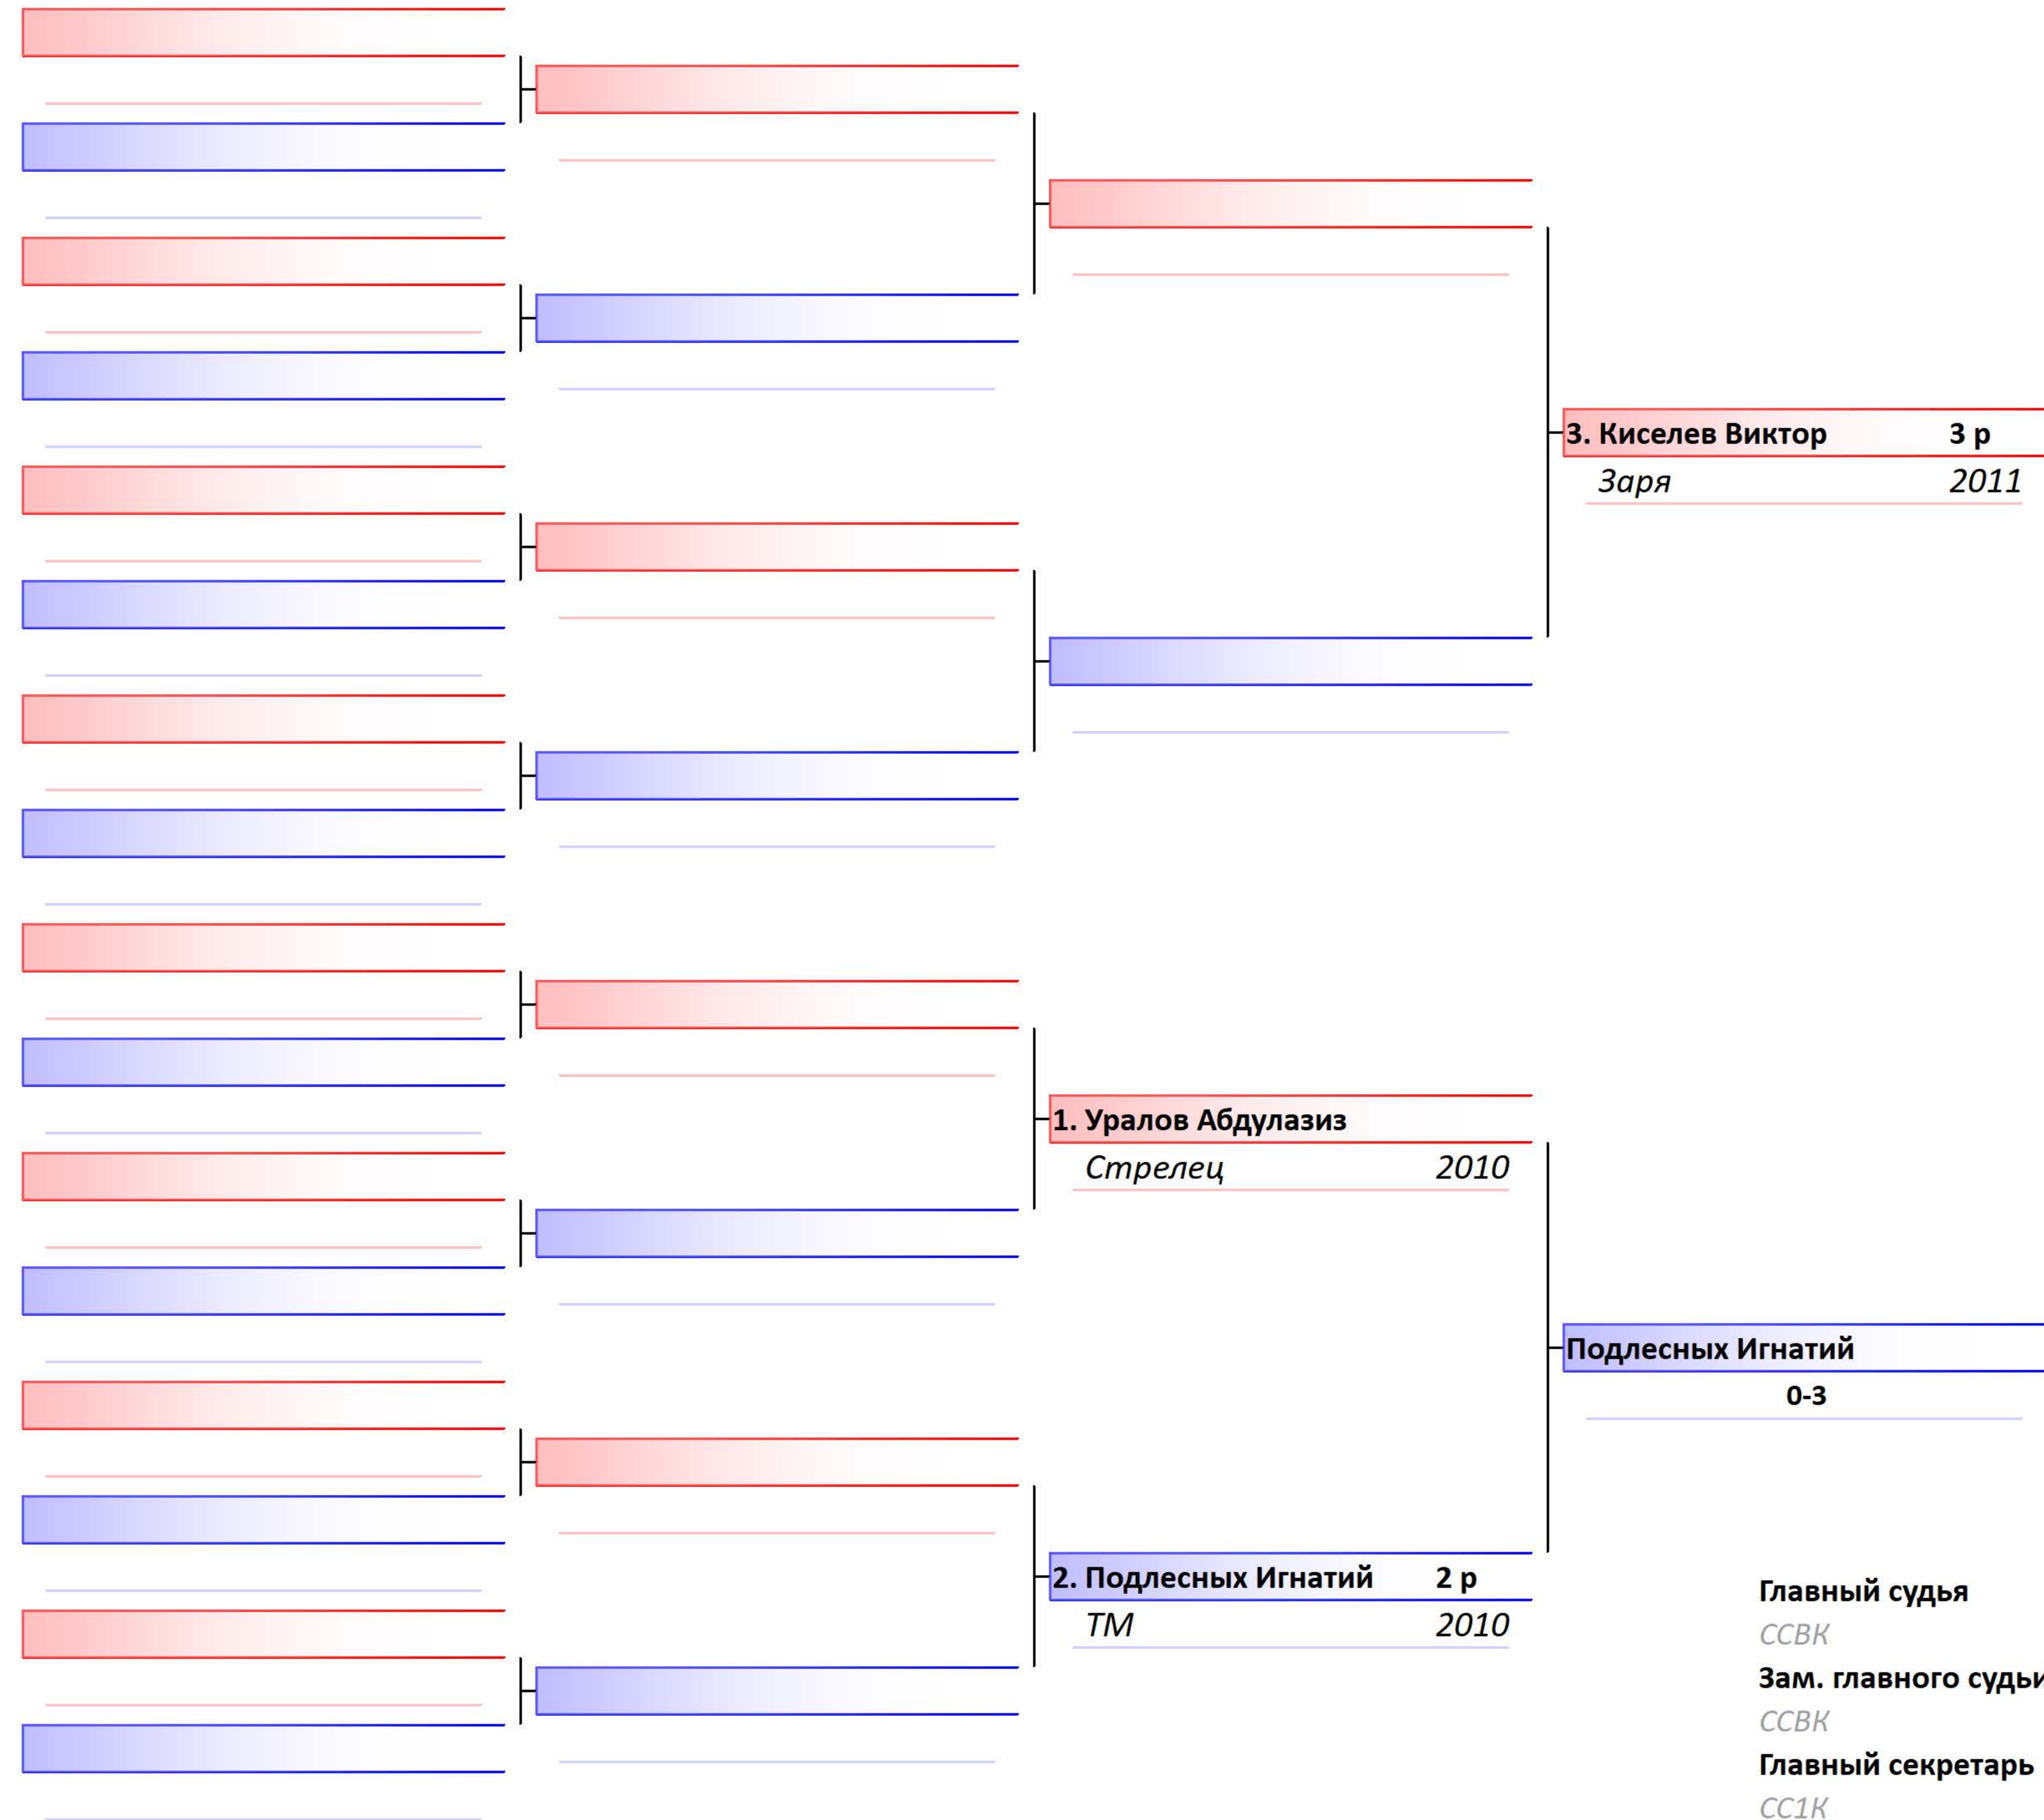 3. Киселев Виктор 3 р
Заря 2011
1. Уралов Абдулазиз
Стрелец 2010
Подлесных Игнатий
0-3
2. Подлесных Игнатий 2 р
ТМ 2010
Главный судья
ССВК
Зам. главного судьи
ССВК
Главный секретарь
СС1К